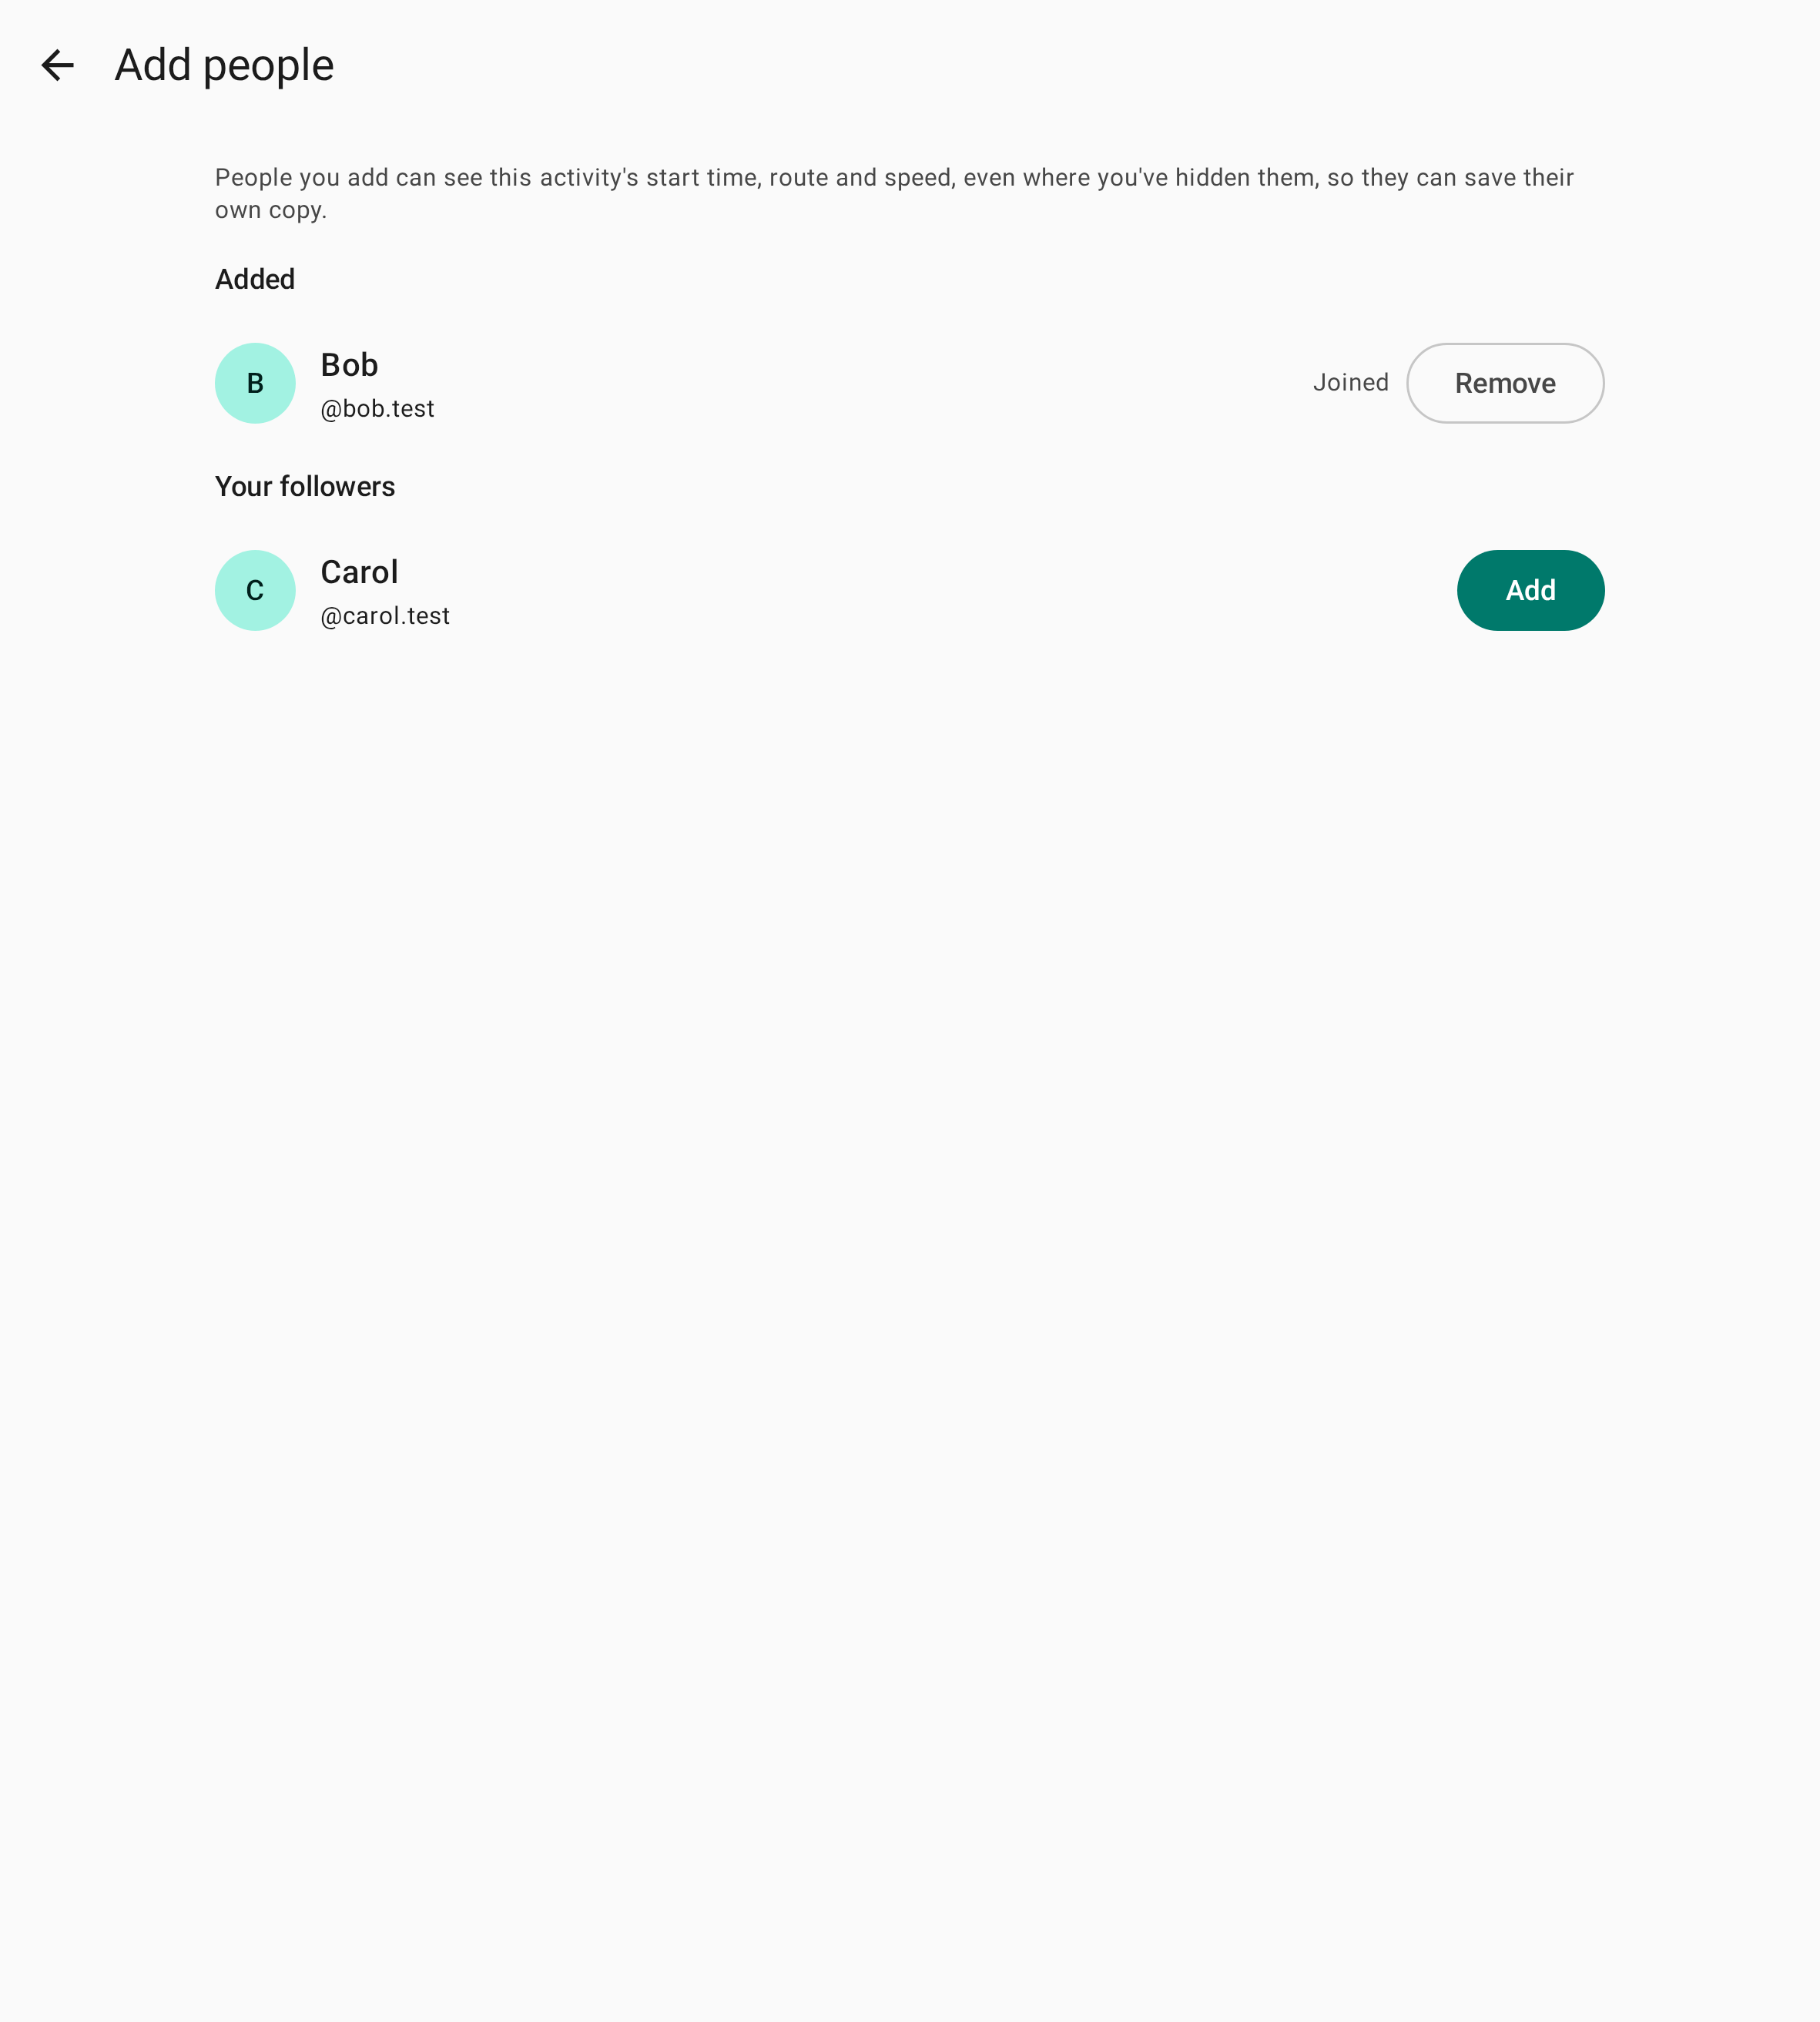 Add people
People you add can see this activity's start time, route and speed, even where you've hidden them, so they can save their
own copy.
Added
B
Bob
@bob.test
Joined
Remove
Your followers
C
Carol
@carol.test
Add